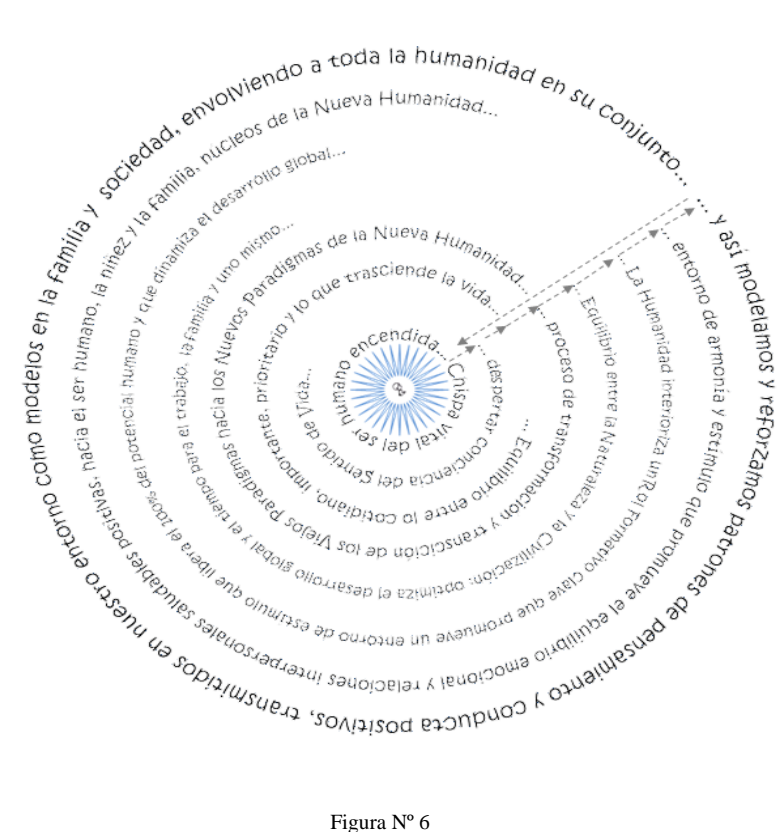 Chispa Vital del ser humano encendida...
... despertar conciencia del Sentido de Vida...
... Equilibrio entre lo cotidiano, importante, prioritario y lo que trasciende la vida...
... proceso de transformación y transición de los Viejos Paradigmas hacia los Nuevos Paradigmas de la Nueva Humanidad...
... Equilibrio entre la Naturaleza y la Civilización: optimiza el desarrollo global y el tiempo para el trabajo, la familia y uno mismo...
... La Humanidad interioriza un Rol Formativo clave que promueve un entorno de estímulo que libera el 100% del potencial humano y que dinamiza el desarrollo global...
... entorno de armonía y estímulo que promueve el equilibrio emocional y relaciones interpersonales saludables positivas, hacia el ser humano, la niñez y la familia, núcleos de la Nueva Humanidad...
... y así modelamos y reforzamos patrones de pensamiento y conducta positivos, transmitidos en nuestro entorno como modelos en la familia y sociedad, envolviendo a toda la humanidad en su conjunto...
Figura Nº 6